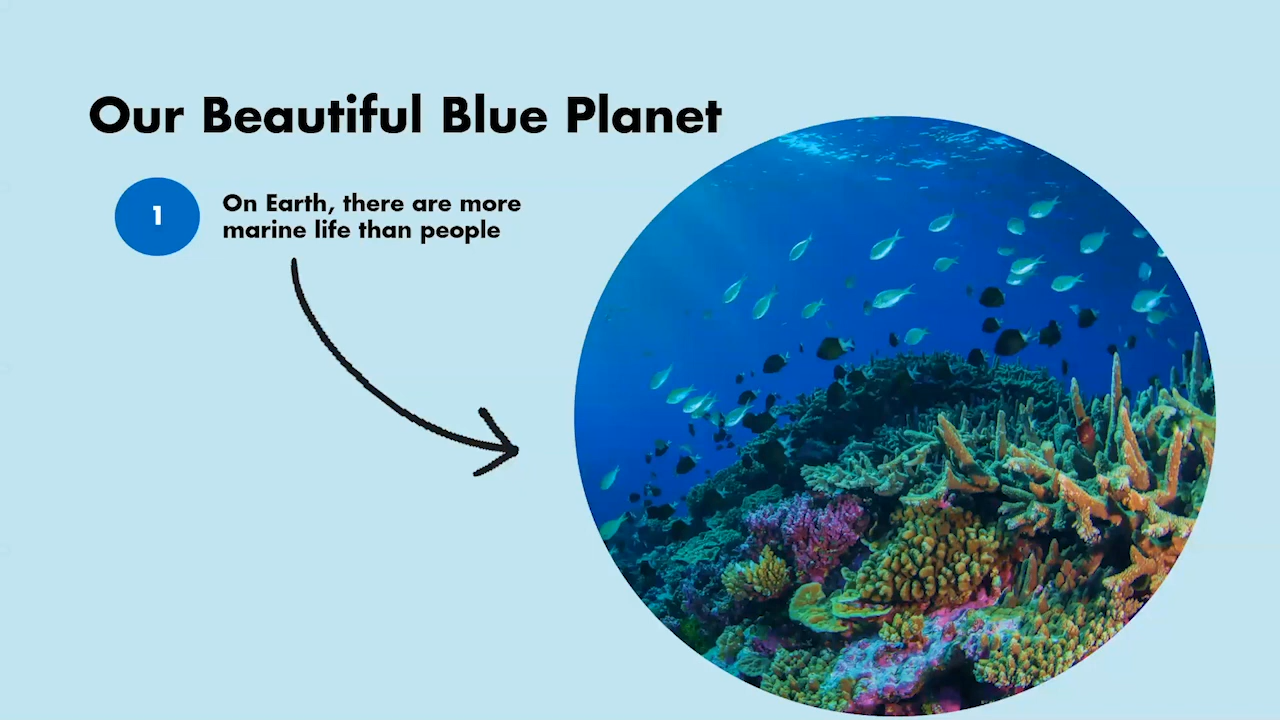 Our Beautiful Blue Planet
1
On Earth, there are more
marine life than people